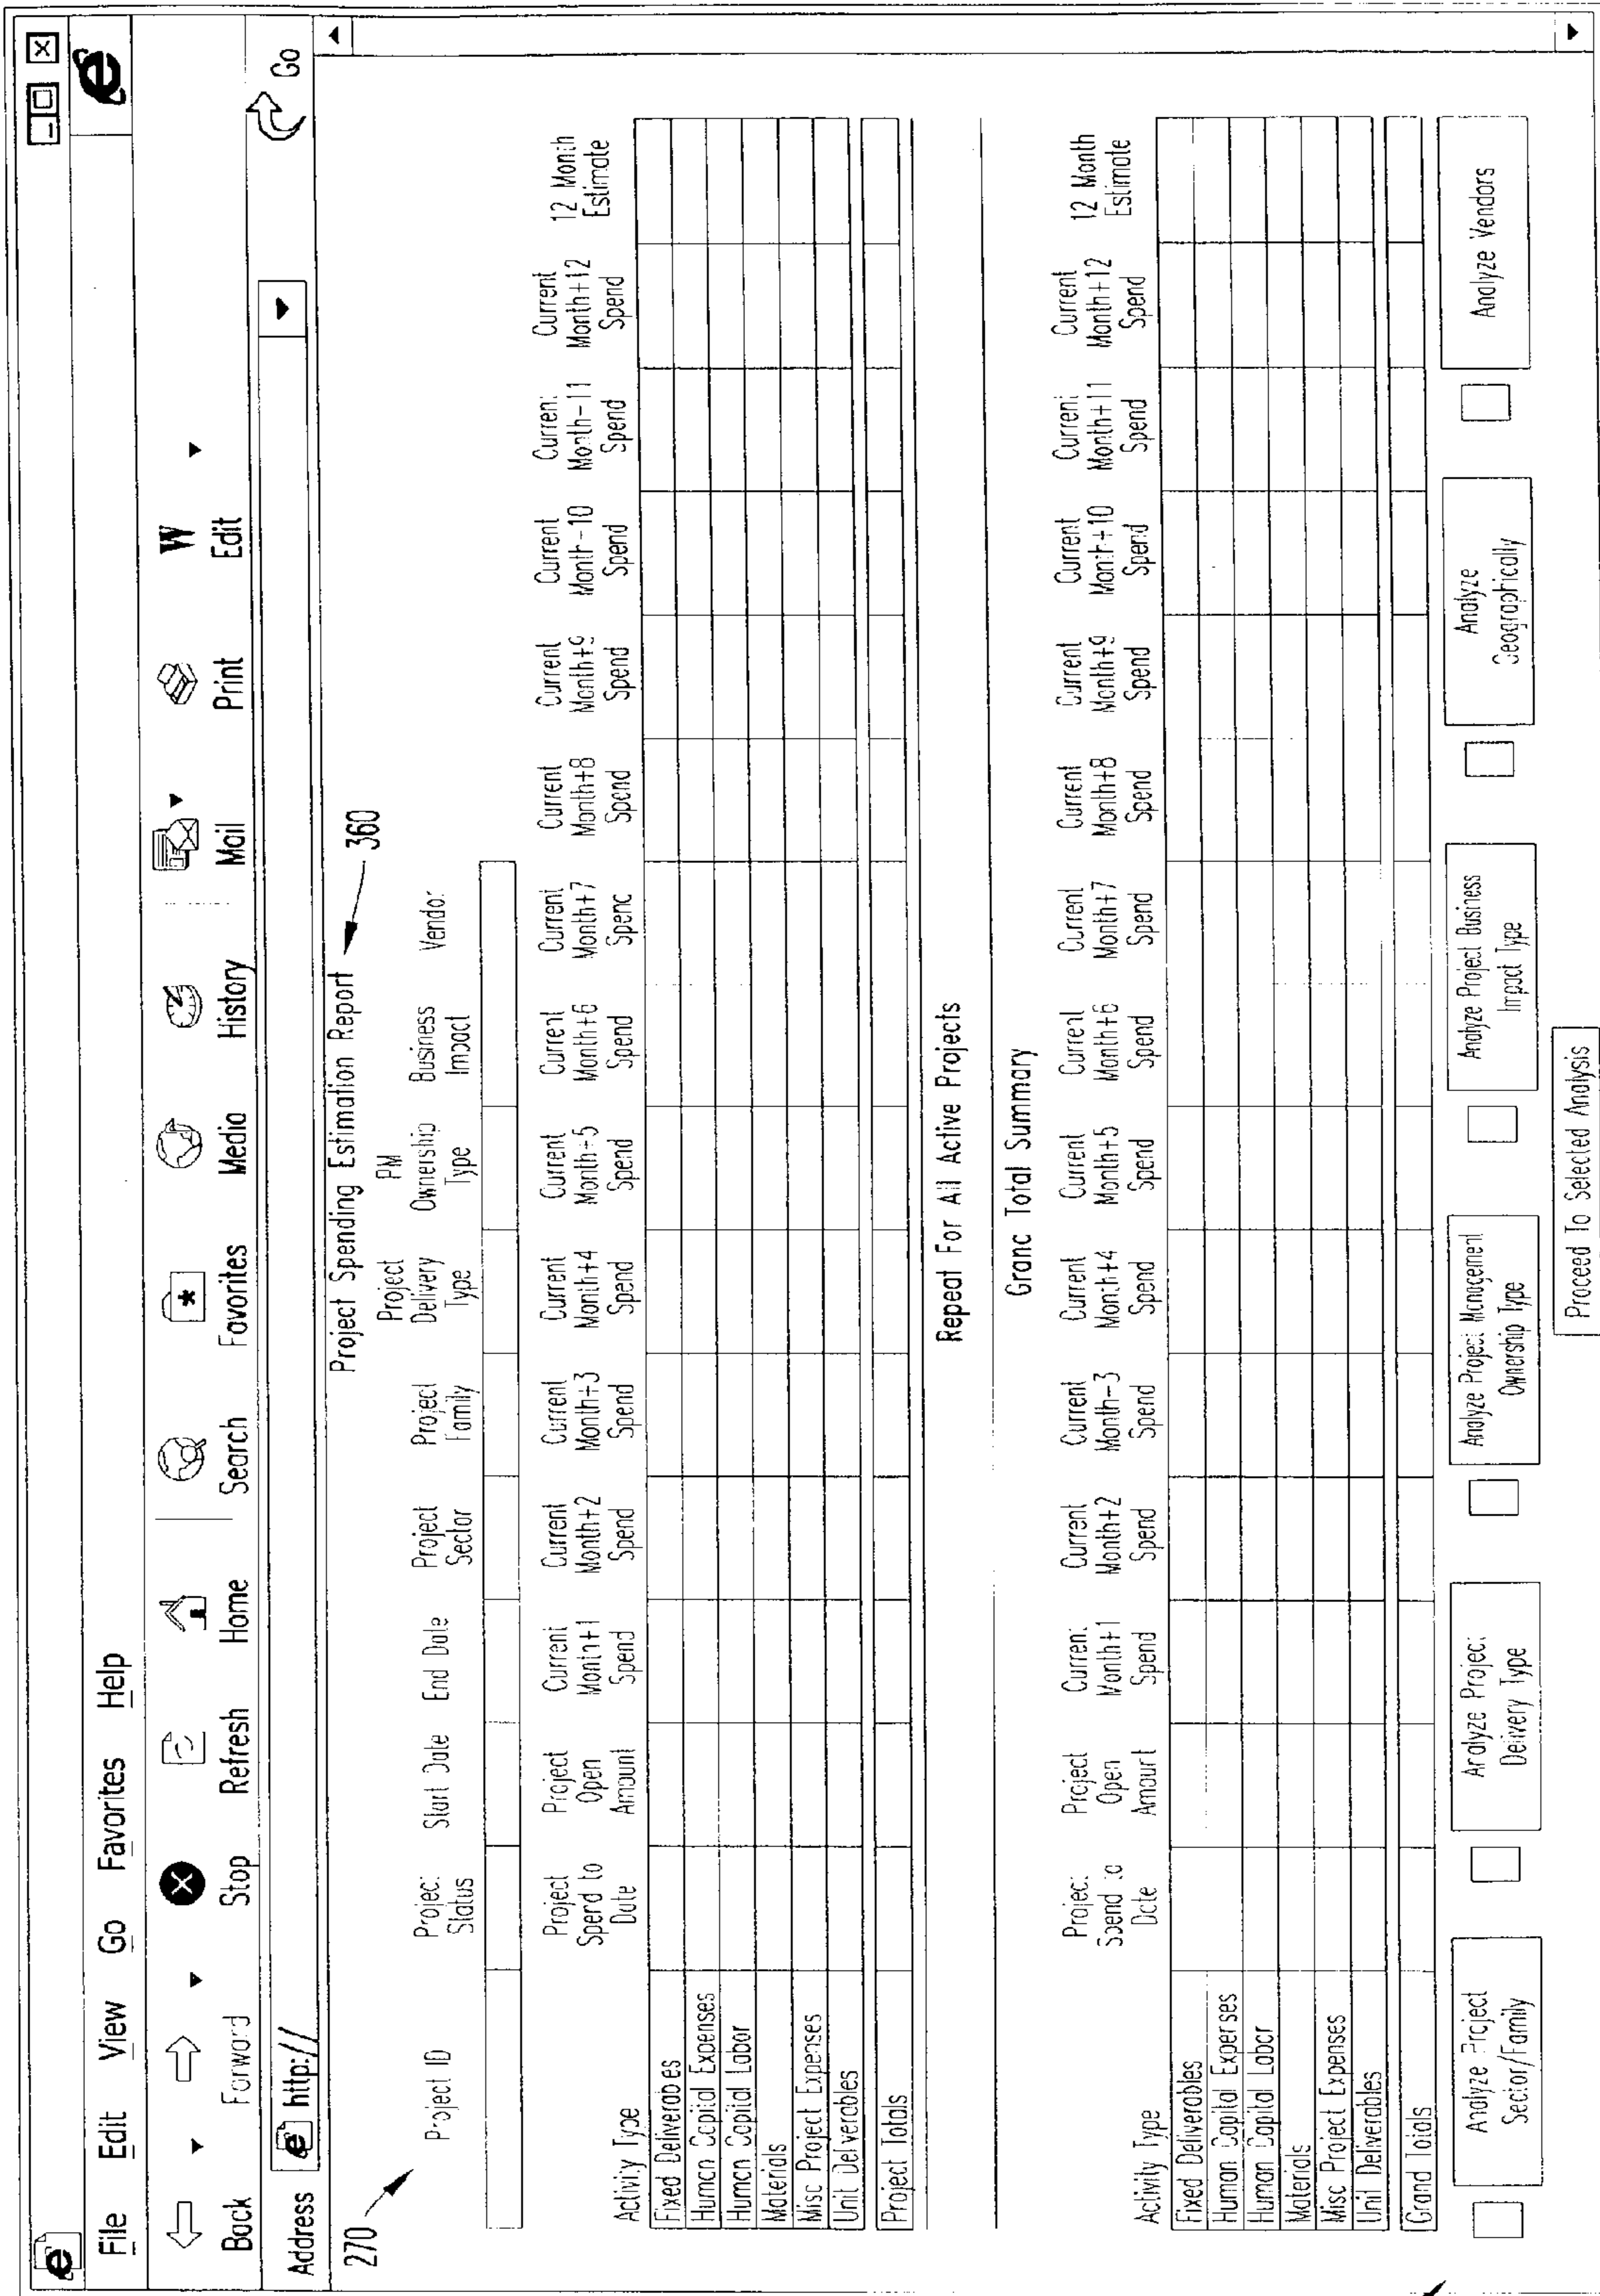 File Edit View Go Favorites Help
Back Forward Stop Refresh Home Search Favorites Media History Mail Print Edit
W
Address http:// Go
270
Project Spending Estimation Report 360
Project ID Project Status Start Date End Date Project Sector Project Family Project Delivery Type PM Ownership Type Business Impact Vendor
Activity Type Project Spend to Date Project Open Amount Current Month+1 Spend Current Month+2 Spend Current Month+3 Spend Current Month+4 Spend Current Month+5 Spend Current Month+6 Spend Current Month+7 Spend Current Month+8 Spend Current Month+9 Spend Current Month-10 Spend Current Month-11 Spend Current Month+12 Spend 12 Month Estimate
Fixed Deliverables
Human Capital Expenses
Human Capital Labor
Materials
Misc Project Expenses
Unit Deliverables
Project Totals
Repeat For All Active Projects
Grand Total Summary
Activity Type Project Spend to Date Project Open Amount Current Month+1 Spend Current Month+2 Spend Current Month-3 Spend Current Month+4 Spend Current Month+5 Spend Current Month+6 Spend Current Month+7 Spend Current Month+8 Spend Current Month+9 Spend Current Month+10 Spend Current Month+11 Spend Current Month+12 Spend 12 Month Estimate
Fixed Deliverables
Human Capital Expenses
Human Capital Labor
Materials
Misc Project Expenses
Unit Deliverables
Grand Totals
Analyze Project Sector/Family
Analyze Project Delivery Type
Analyze Project Management Ownership Type
Analyze Project Business Impact Type
Analyze Geographically
Analyze Vendors
Proceed To Selected Analysis